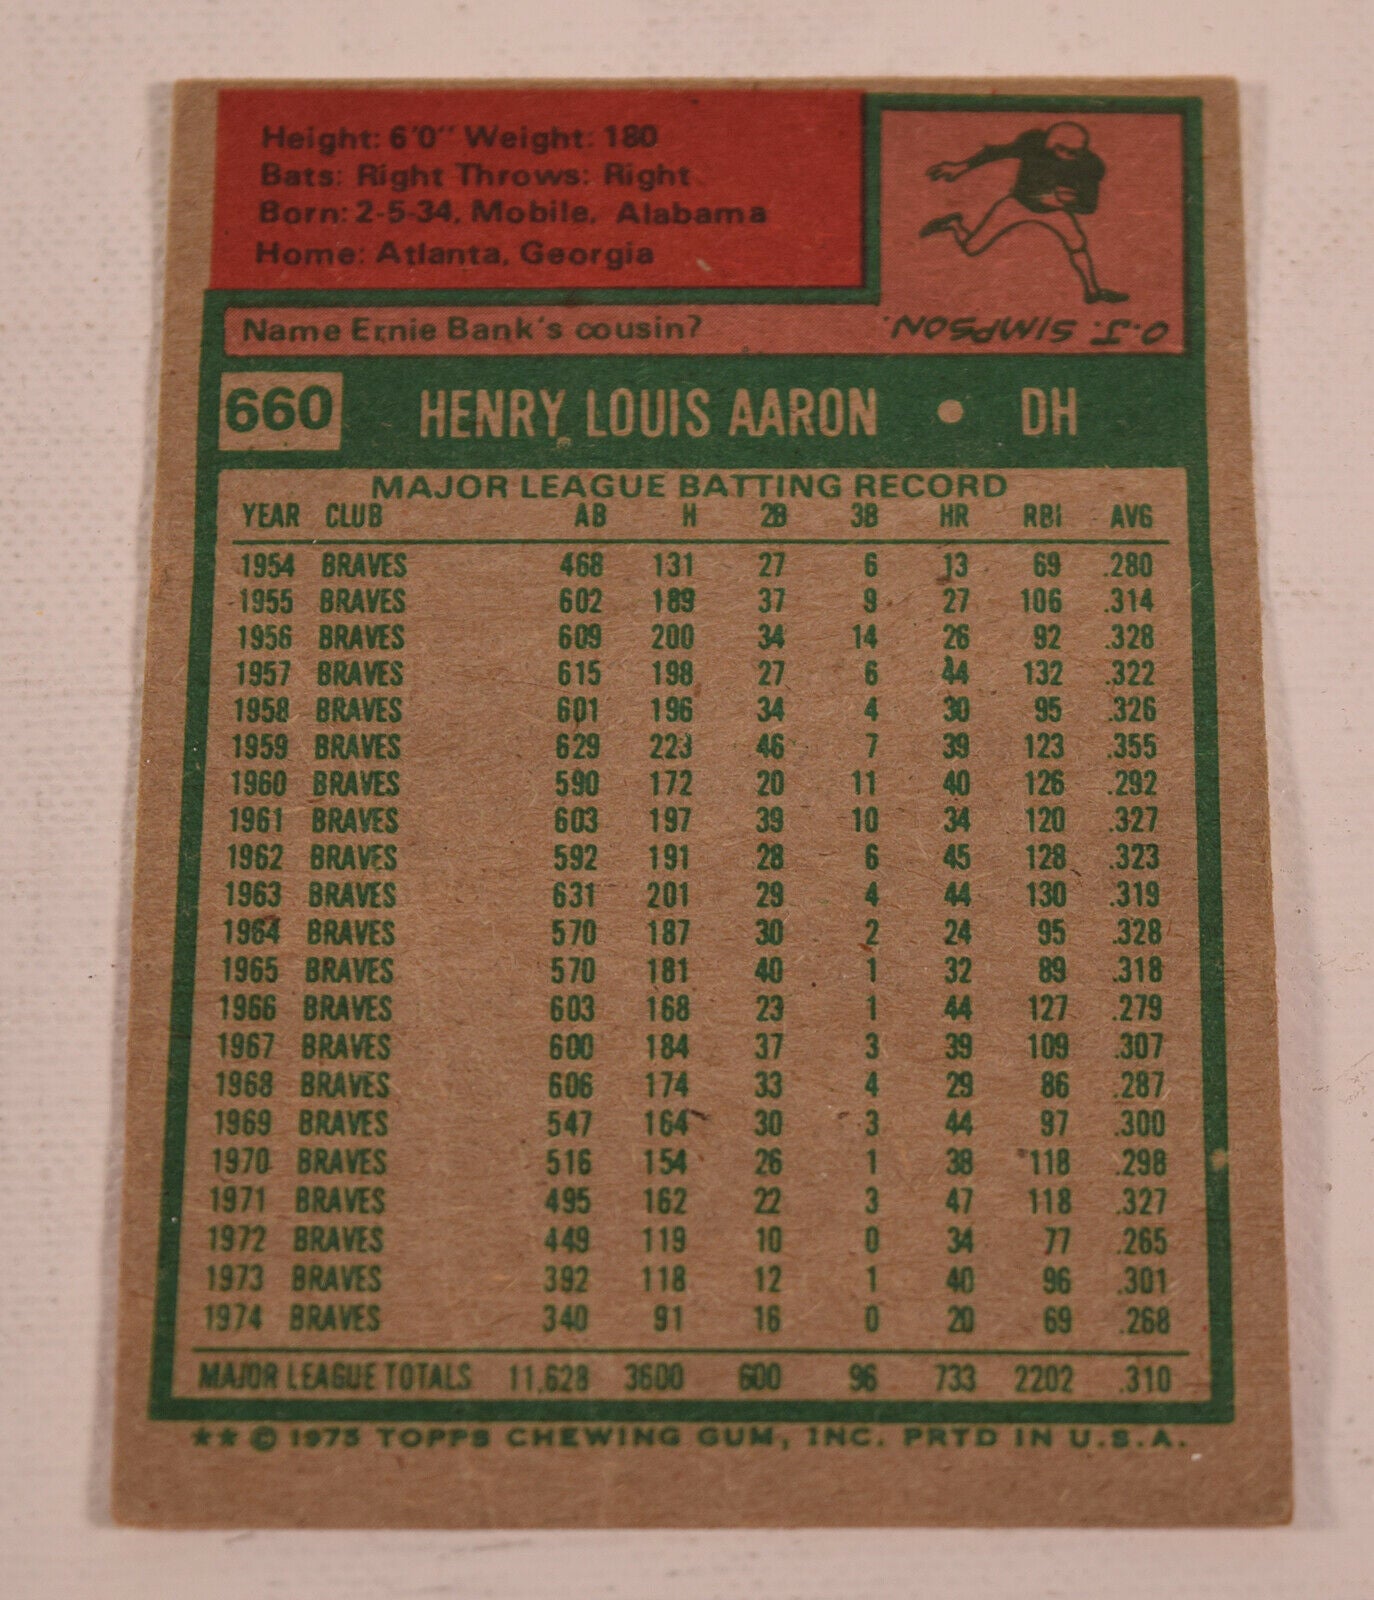 Height: 6'0" Weight: 180
Bats: Right Throws: Right
Born: 2-5-34, Mobile, Alabama
Home: Atlanta, Georgia
Name Ernie Bank's cousin?
O.J. SIMPSON.
660 HENRY LOUIS AARON • DH
MAJOR LEAGUE BATTING RECORD
YEAR CLUB AB H 2B 3B HR RBI AVG
1954 BRAVES 468 131 27 6 13 69 .280
1955 BRAVES 602 189 37 9 27 106 .314
1956 BRAVES 609 200 34 14 26 92 .328
1957 BRAVES 615 198 27 6 44 132 .322
1958 BRAVES 601 196 34 4 30 95 .326
1959 BRAVES 629 223 46 7 39 123 .355
1960 BRAVES 590 172 20 11 40 126 .292
1961 BRAVES 603 197 39 10 34 120 .327
1962 BRAVES 592 191 28 6 45 128 .323
1963 BRAVES 631 201 29 4 44 130 .319
1964 BRAVES 570 187 30 2 24 95 .328
1965 BRAVES 570 181 40 1 32 89 .318
1966 BRAVES 603 168 23 1 44 127 .279
1967 BRAVES 600 184 37 3 39 109 .307
1968 BRAVES 606 174 33 4 29 86 .287
1969 BRAVES 547 164 30 3 44 97 .300
1970 BRAVES 516 154 26 1 38 118 .298
1971 BRAVES 495 162 22 3 47 118 .327
1972 BRAVES 449 119 10 0 34 77 .265
1973 BRAVES 392 118 12 1 40 96 .301
1974 BRAVES 340 91 16 0 20 69 .268
MAJOR LEAGUE TOTALS 11,628 3600 600 96 733 2202 .310
★★ © 1975 TOPPS CHEWING GUM, INC. PRTD IN U.S.A.